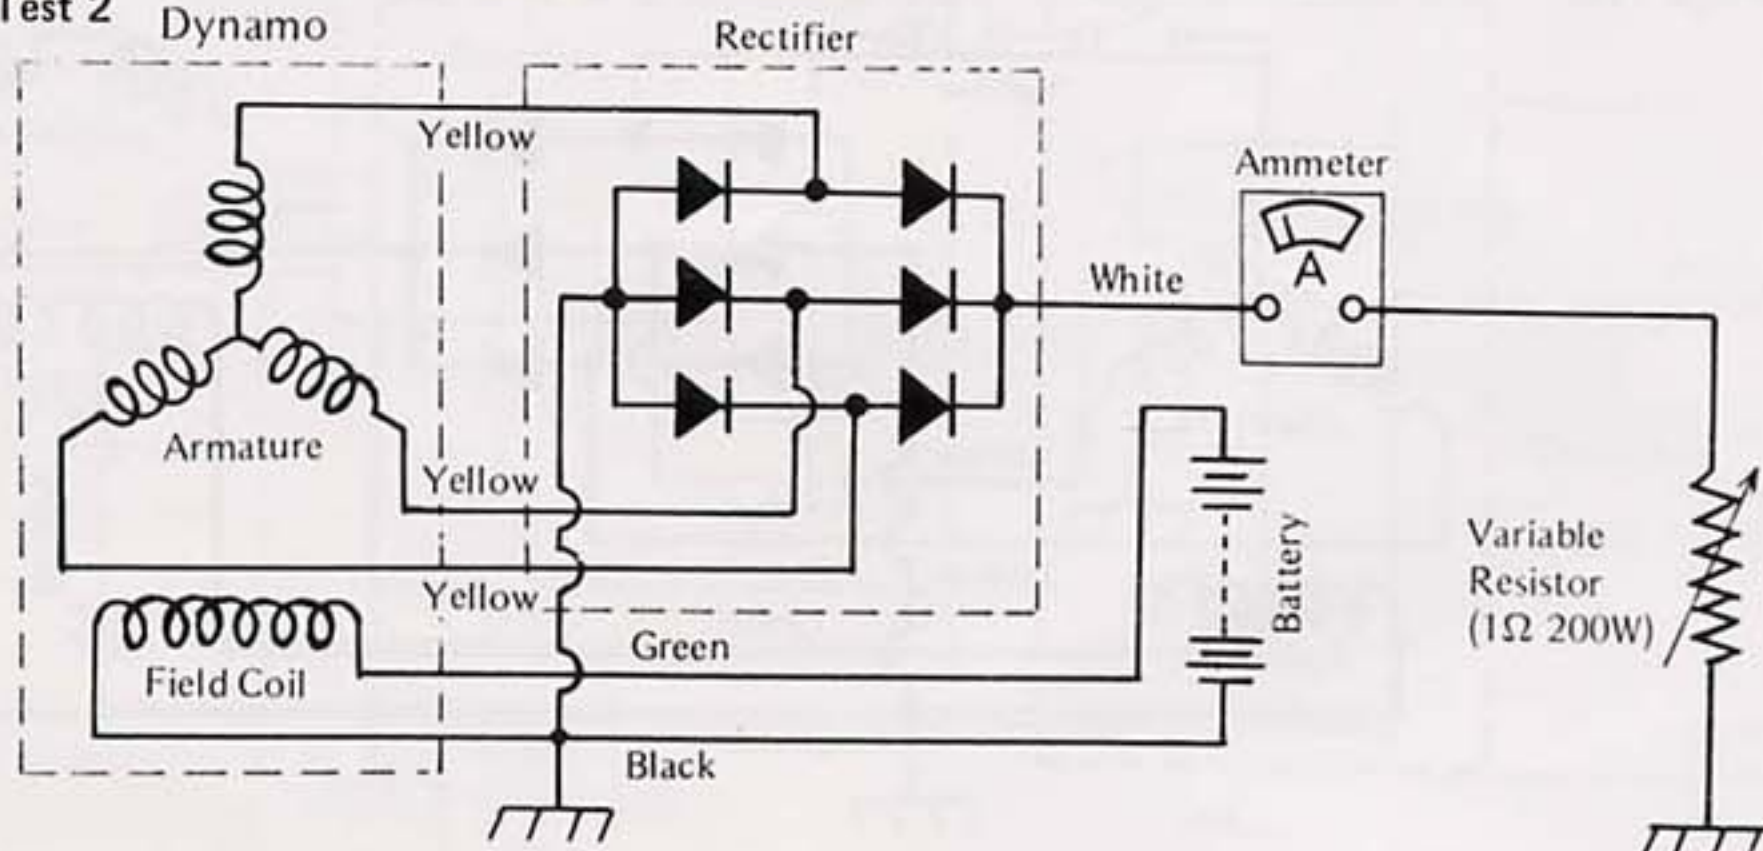 Test 2
Dynamo
Rectifier
Yellow
Ammeter
A
White
Armature
Yellow
Yellow
Green
Field Coil
Black
Battery
Variable
Resistor
(1Ω 200W)